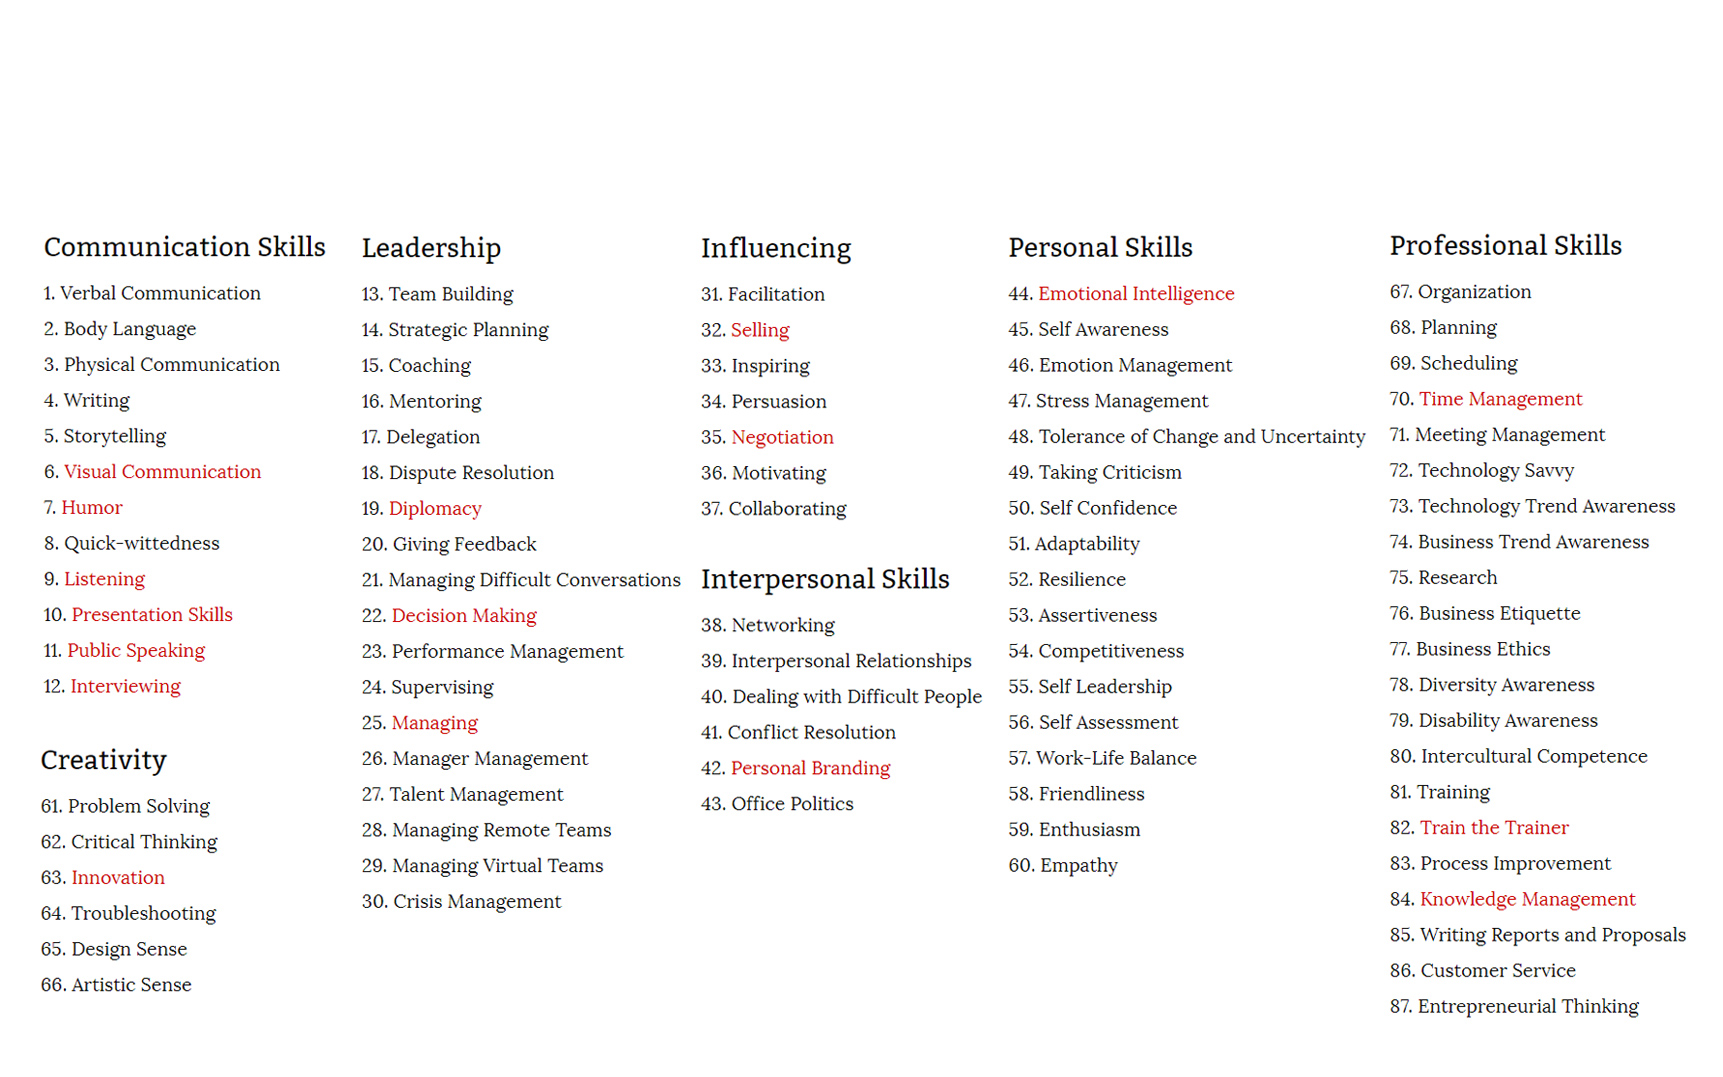 Communication Skills
1. Verbal Communication
2. Body Language
3. Physical Communication
4. Writing
5. Storytelling
6. Visual Communication
7. Humor
8. Quick-wittedness
9. Listening
10. Presentation Skills
11. Public Speaking
12. Interviewing
Creativity
61. Problem Solving
62. Critical Thinking
63. Innovation
64. Troubleshooting
65. Design Sense
66. Artistic Sense
Leadership
13. Team Building
14. Strategic Planning
15. Coaching
16. Mentoring
17. Delegation
18. Dispute Resolution
19. Diplomacy
20. Giving Feedback
21. Managing Difficult Conversations
22. Decision Making
23. Performance Management
24. Supervising
25. Managing
26. Manager Management
27. Talent Management
28. Managing Remote Teams
29. Managing Virtual Teams
30. Crisis Management
Influencing
31. Facilitation
32. Selling
33. Inspiring
34. Persuasion
35. Negotiation
36. Motivating
37. Collaborating
Interpersonal Skills
38. Networking
39. Interpersonal Relationships
40. Dealing with Difficult People
41. Conflict Resolution
42. Personal Branding
43. Office Politics
Personal Skills
44. Emotional Intelligence
45. Self Awareness
46. Emotion Management
47. Stress Management
48. Tolerance of Change and Uncertainty
49. Taking Criticism
50. Self Confidence
51. Adaptability
52. Resilience
53. Assertiveness
54. Competitiveness
55. Self Leadership
56. Self Assessment
57. Work-Life Balance
58. Friendliness
59. Enthusiasm
60. Empathy
Professional Skills
67. Organization
68. Planning
69. Scheduling
70. Time Management
71. Meeting Management
72. Technology Savvy
73. Technology Trend Awareness
74. Business Trend Awareness
75. Research
76. Business Etiquette
77. Business Ethics
78. Diversity Awareness
79. Disability Awareness
80. Intercultural Competence
81. Training
82. Train the Trainer
83. Process Improvement
84. Knowledge Management
85. Writing Reports and Proposals
86. Customer Service
87. Entrepreneurial Thinking